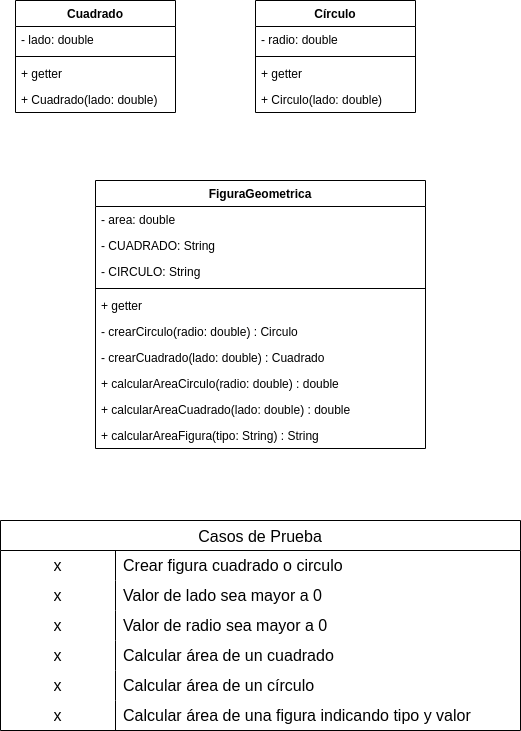 Cuadrado
- lado: double
+ getter
+ Cuadrado(lado: double)
Círculo
- radio: double
+ getter
+ Circulo(lado: double)
FiguraGeometrica
- area: double
- CUADRADO: String
- CIRCULO: String
+ getter
- crearCirculo(radio: double) : Circulo
- crearCuadrado(lado: double) : Cuadrado
+ calcularAreaCirculo(radio: double) : double
+ calcularAreaCuadrado(lado: double) : double
+ calcularAreaFigura(tipo: String) : String
Casos de Prueba
x Crear figura cuadrado o circulo
x Valor de lado sea mayor a 0
x Valor de radio sea mayor a 0
x Calcular área de un cuadrado
x Calcular área de un círculo
x Calcular área de una figura indicando tipo y valor